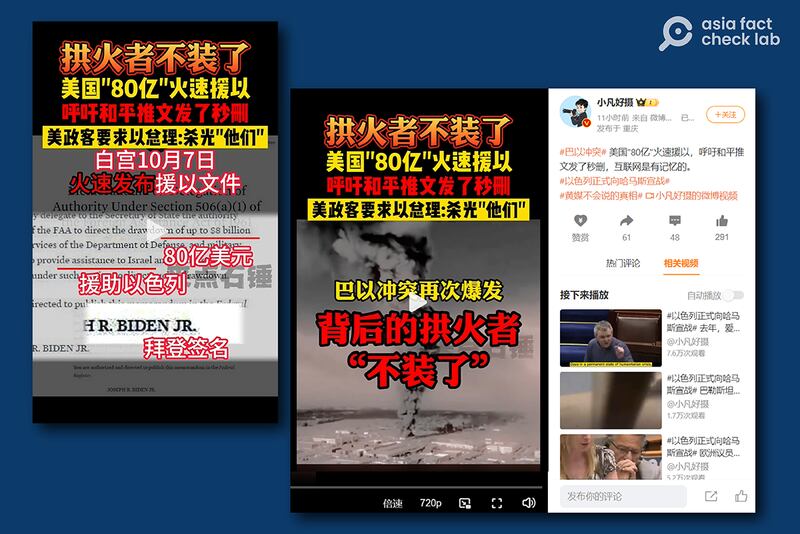 asia fact
check lab
拱火者不装了
美国"80亿"火速援以
呼吁和平推文发了秒删
美政客要求以总理:杀光"他们"
白宫10月7日
火速发布援以文件
Authority Under Section 506(a)(1) of
by delegate to the Secretary of State the authority
of the FAA to direct the drawdown of up to $8 billion
services of the Department of Defense, and military
to provide assistance to Israel and
80亿美元
under such
drawdown.
援助以色列
directed to publish this memorandum in the Federal
H R. BIDEN JR.
R. BIDEN JR.
拜登签名
You are authorized and directed to publish this memorandum in the Federal
Register.
JOSEPH R. BIDEN JR.
拱火者不装了
美国"80亿"火速援以
呼吁和平推文发了秒删
美政客要求以总理:杀光"他们"
巴以冲突再次爆发
背后的拱火者
“不装了”
倍速
720p
小凡好摄
11小时前 来自 微博... 已...
发布于 重庆
+关注
#巴以冲突# 美国"80亿"火速援以，呼吁和平推
文发了秒删，互联网是有记忆的。
#以色列正式向哈马斯宣战#
#黄媒不会说的真相# 小凡好摄的微博视频
赞赏
61
48
291
热门评论
相关视频
接下来播放
自动播放
#以色列正式向哈马
斯宣战# 去年，爱...
@小凡好摄
7.6万次观看
#以色列正式向哈马
斯宣战# 巴勒斯坦...
@小凡好摄
1.7万次观看
#以色列正式向哈马
斯宣战# 欧洲议员...
@小凡好摄
5.2万次观看
发布你的评论